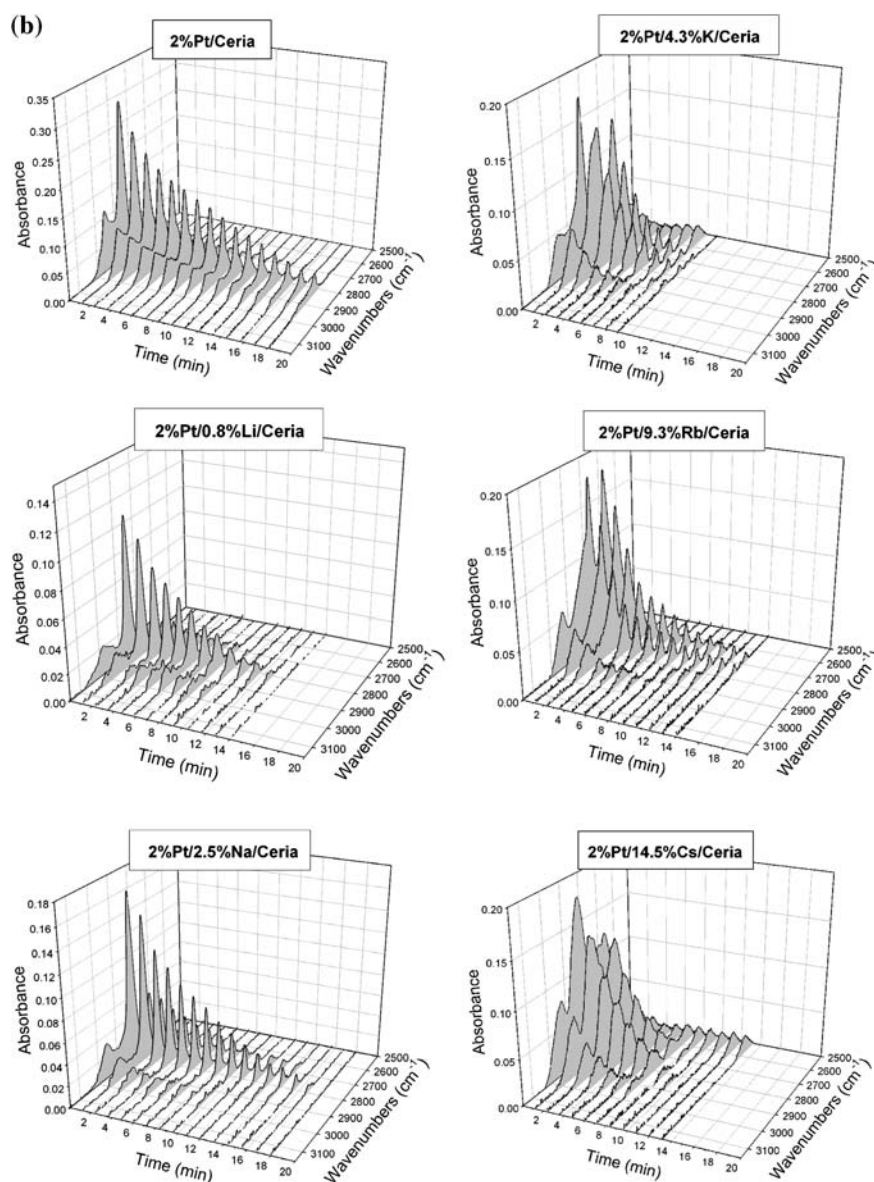 (b)
2%Pt/Ceria
0.35
0.30
0.25
0.20
0.15
0.10
0.05
0.00
Absorbance
2 4 6 8 10 12 14 16 18 20
Time (min)
2500
2600
2700
2800
2900
3000
3100
Wavenumbers (cm⁻¹)
2%Pt/4.3%K/Ceria
0.20
0.15
0.10
0.05
0.00
Absorbance
2 4 6 8 10 12 14 16 18 20
Time (min)
2500
2600
2700
2800
2900
3000
3100
Wavenumbers (cm⁻¹)
2%Pt/0.8%Li/Ceria
0.14
0.12
0.10
0.08
0.06
0.04
0.02
0.00
Absorbance
2 4 6 8 10 12 14 16 18 20
Time (min)
2500
2600
2700
2800
2900
3000
3100
Wavenumbers (cm⁻¹)
2%Pt/9.3%Rb/Ceria
0.20
0.15
0.10
0.05
0.00
Absorbance
2 4 6 8 10 12 14 16 18 20
Time (min)
2500
2600
2700
2800
2900
3000
3100
Wavenumbers (cm⁻¹)
2%Pt/2.5%Na/Ceria
0.18
0.16
0.14
0.12
0.10
0.08
0.06
0.04
0.02
0.00
Absorbance
2 4 6 8 10 12 14 16 18 20
Time (min)
2500
2600
2700
2800
2900
3000
3100
Wavenumbers (cm⁻¹)
2%Pt/14.5%Cs/Ceria
0.20
0.15
0.10
0.05
0.00
Absorbance
2 4 6 8 10 12 14 16 18 20
Time (min)
2500
2600
2700
2800
2900
3000
3100
Wavenumbers (cm⁻¹)